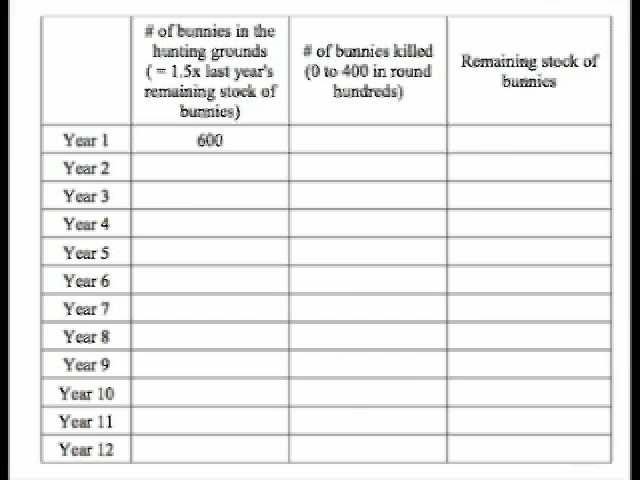 # of bunnies in the
hunting grounds
( = 1.5x last year's
remaining stock of
bunnies)
# of bunnies killed
(0 to 400 in round
hundreds)
Remaining stock of
bunnies
Year 1 600
Year 2
Year 3
Year 4
Year 5
Year 6
Year 7
Year 8
Year 9
Year 10
Year 11
Year 12